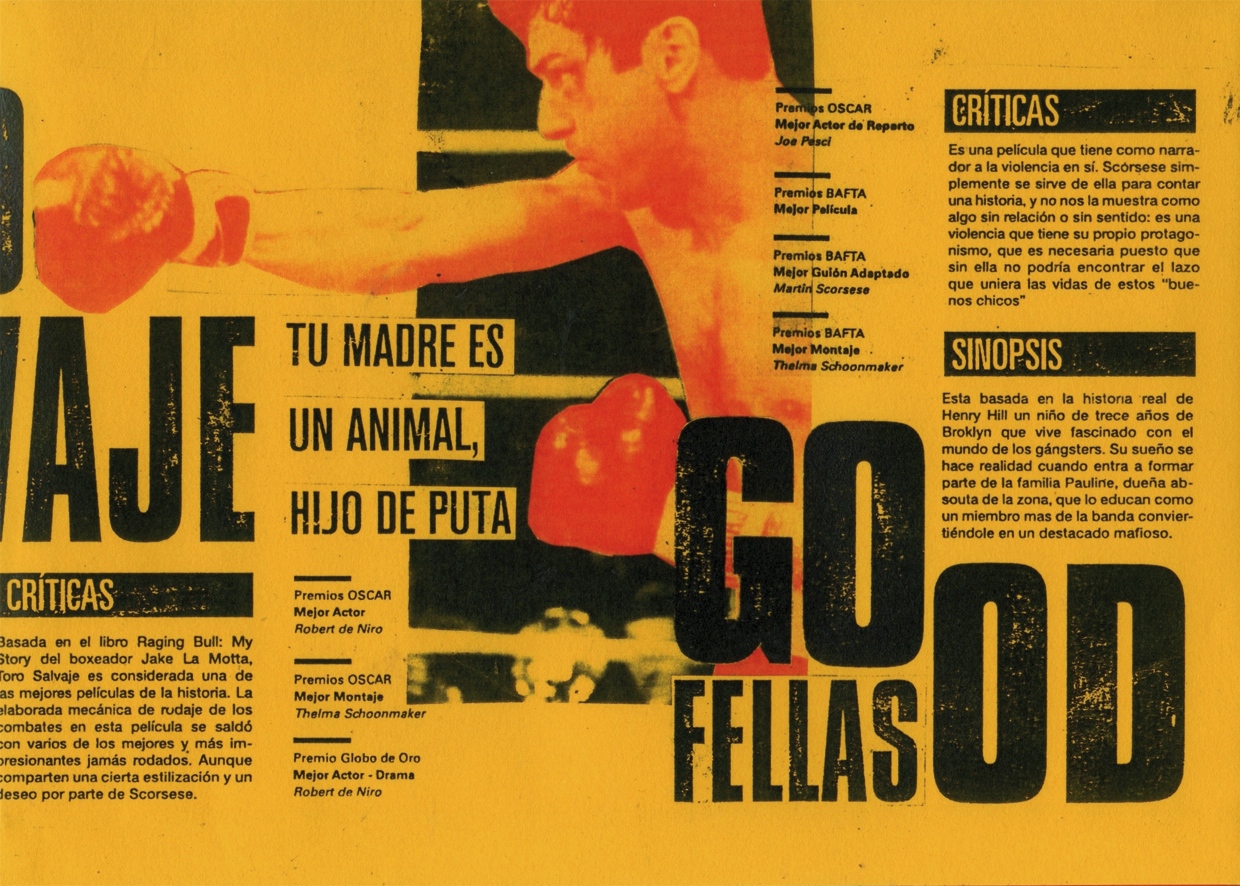 VAJE
CRÍTICAS
Basada en el libro Raging Bull: My
Story del boxeador Jake La Motta,
Toro Salvaje es considerada una de
las mejores películas de la historia. La
elaborada mecánica de rodaje de los
combates en esta película se saldó
con varios de los mejores y más im-
presionantes jamás rodados. Aunque
comparten una cierta estilización y un
deseo por parte de Scorsese.
TU MADRE ES
UN ANIMAL,
HIJO DE PUTA
Premios OSCAR
Mejor Actor
Robert de Niro
Premios OSCAR
Mejor Montaje
Thelma Schoonmaker
Premio Globo de Oro
Mejor Actor - Drama
Robert de Niro
GO
OD
FELLAS
Premios OSCAR
Mejor Actor de Reparto
Joe Pesci
Premios BAFTA
Mejor Película
Premios BAFTA
Mejor Guión Adaptado
Martin Scorsese
Premios BAFTA
Mejor Montaje
Thelma Schoonmaker
CRÍTICAS
Es una película que tiene como narra-
dor a la violencia en sí. Scórsese sim-
plemente se sirve de ella para contar
una historia, y no nos la muestra como
algo sin relación o sin sentido: es una
violencia que tiene su propio protago-
nismo, que es necesaria puesto que
sin ella no podría encontrar el lazo
que uniera las vidas de estos "bue-
nos chicos"
SINOPSIS
Esta basada en la historia real de
Henry Hill un niño de trece años de
Broklyn que vive fascinado con el
mundo de los gángsters. Su sueño se
hace realidad cuando entra a formar
parte de la familia Pauline, dueña ab-
souta de la zona, que lo educan como
un miembro mas de la banda convier-
tiéndole en un destacado mafioso.